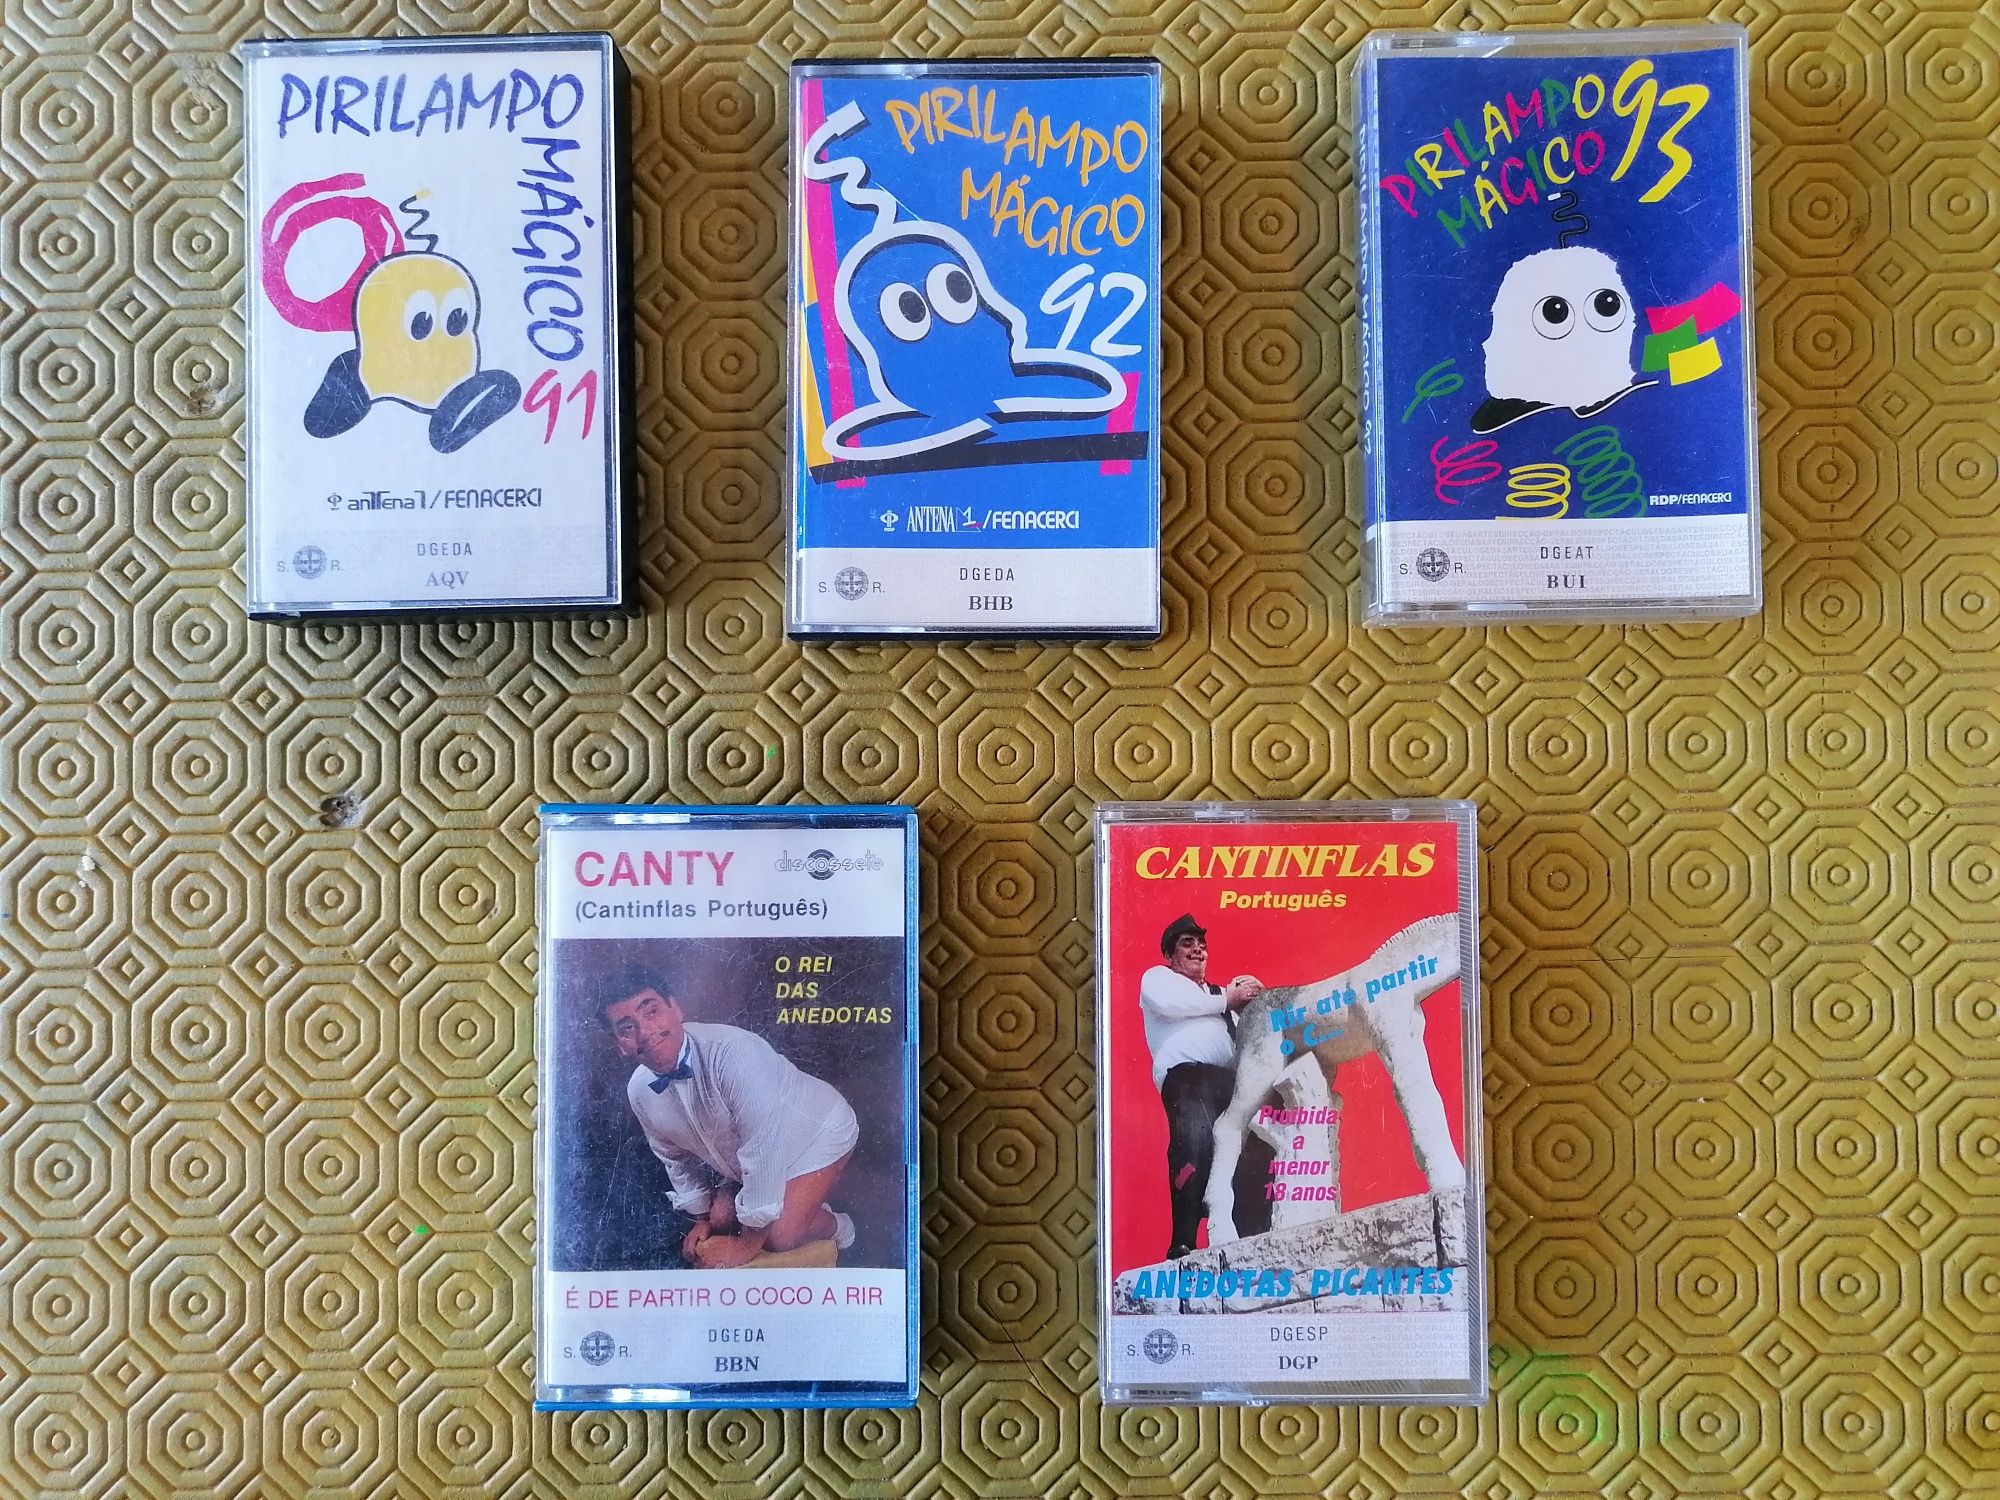 PIRILAMPO
MÁGICO
91
anTTena 1/FENACERCI
S. R.
DGEDA
AQV
PIRILAMPO
MÁGICO
92
ANTENA 1/FENACERCI
S. R.
DGEDA
BHB
PIRILAMPO
MÁGICO
93
RDP/FENACERCI
S. R.
DGEAT
BUI
CANTY
discossete
(Cantinflas Português)
O REI
DAS
ANEDOTAS
É DE PARTIR O COCO A RIR
S. R.
DGEDA
BBN
CANTINFLAS
Português
Rir até partir
o C...
Proibida
a
menor
18 anos
ANEDOTAS PICANTES
S. R.
DGESP
DGP